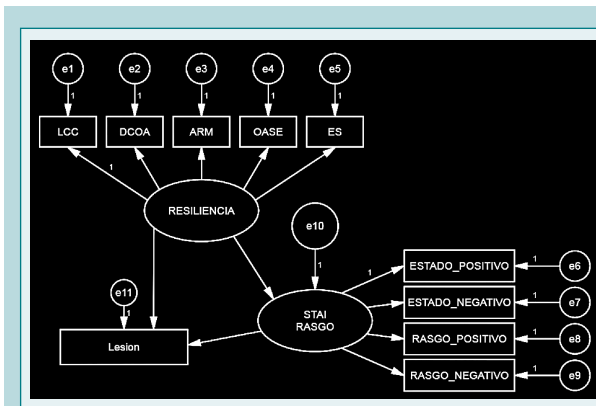 e1
e2
e3
e4
e5
1
1
1
1
1
LCC
DCOA
ARM
OASE
ES
1
RESILIENCIA
e10
1
1
ESTADO_POSITIVO
1
e6
e11
1
STAI
RASGO
ESTADO_NEGATIVO
1
e7
Lesion
RASGO_POSITIVO
1
e8
RASGO_NEGATIVO
1
e9